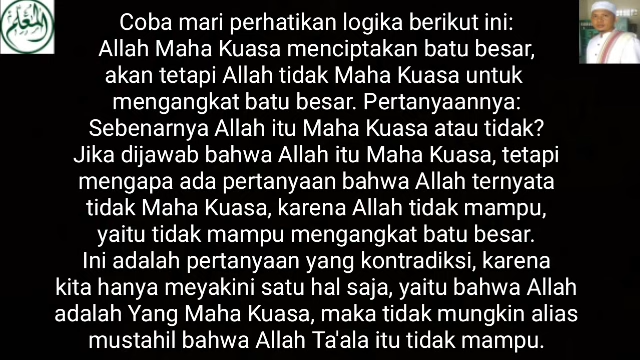 Coba mari perhatikan logika berikut ini:
Allah Maha Kuasa menciptakan batu besar,
akan tetapi Allah tidak Maha Kuasa untuk
mengangkat batu besar. Pertanyaannya:
Sebenarnya Allah itu Maha Kuasa atau tidak?
Jika dijawab bahwa Allah itu Maha Kuasa, tetapi
mengapa ada pertanyaan bahwa Allah ternyata
tidak Maha Kuasa, karena Allah tidak mampu,
yaitu tidak mampu mengangkat batu besar.
Ini adalah pertanyaan yang kontradiksi, karena
kita hanya meyakini satu hal saja, yaitu bahwa Allah
adalah Yang Maha Kuasa, maka tidak mungkin alias
mustahil bahwa Allah Ta'ala itu tidak mampu.